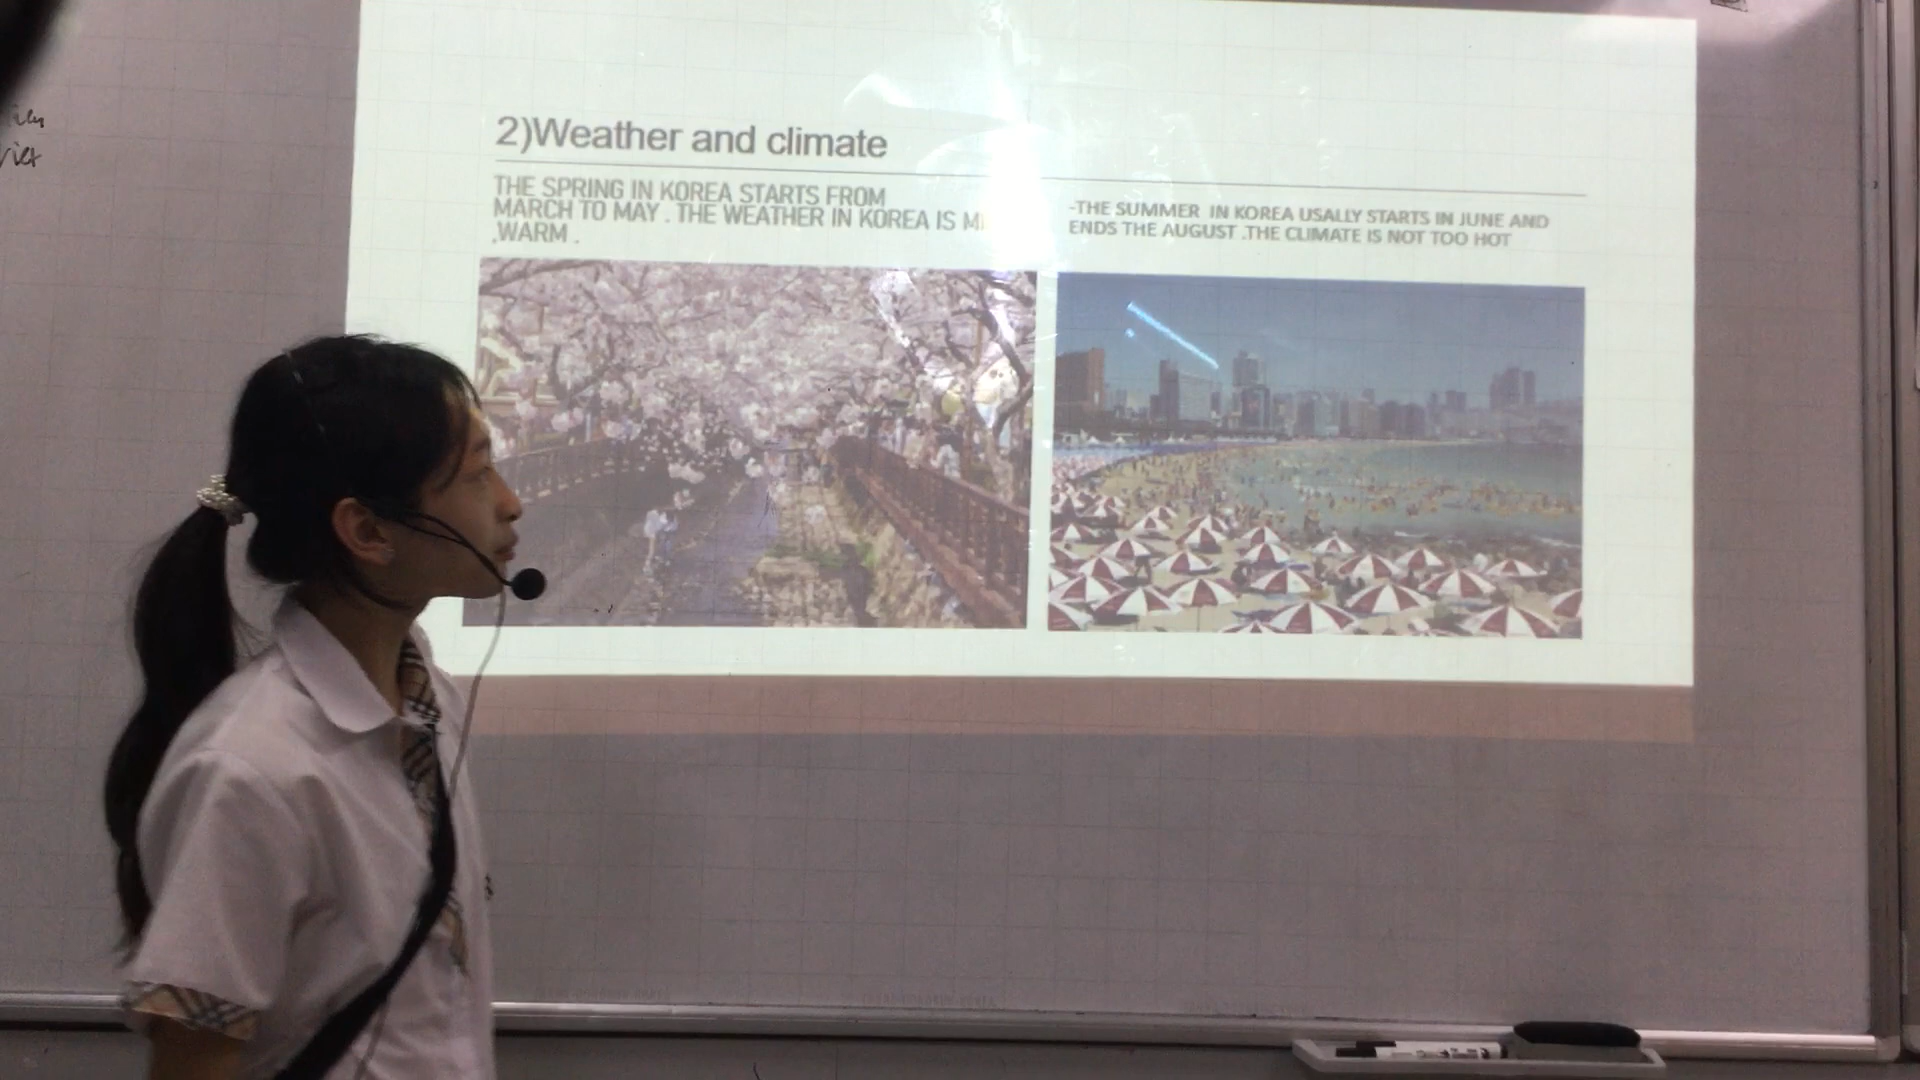 2)Weather and climate
THE SPRING IN KOREA STARTS FROM
MARCH TO MAY . THE WEATHER IN KOREA IS
,WARM .
-THE SUMMER IN KOREA USALLY STARTS IN JUNE AND
ENDS THE AUGUST .THE CLIMATE IS NOT TOO HOT